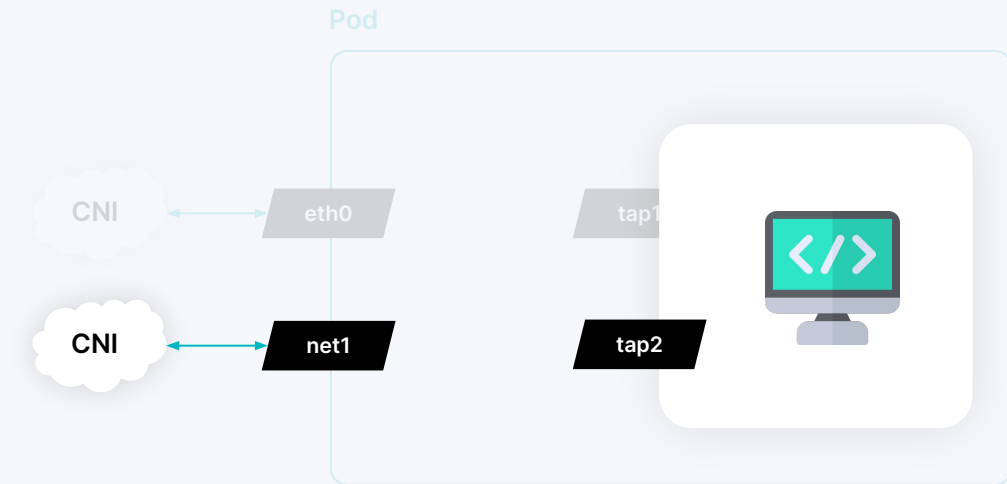 Pod
CNI
eth0
tap1
</>
CNI
net1
tap2